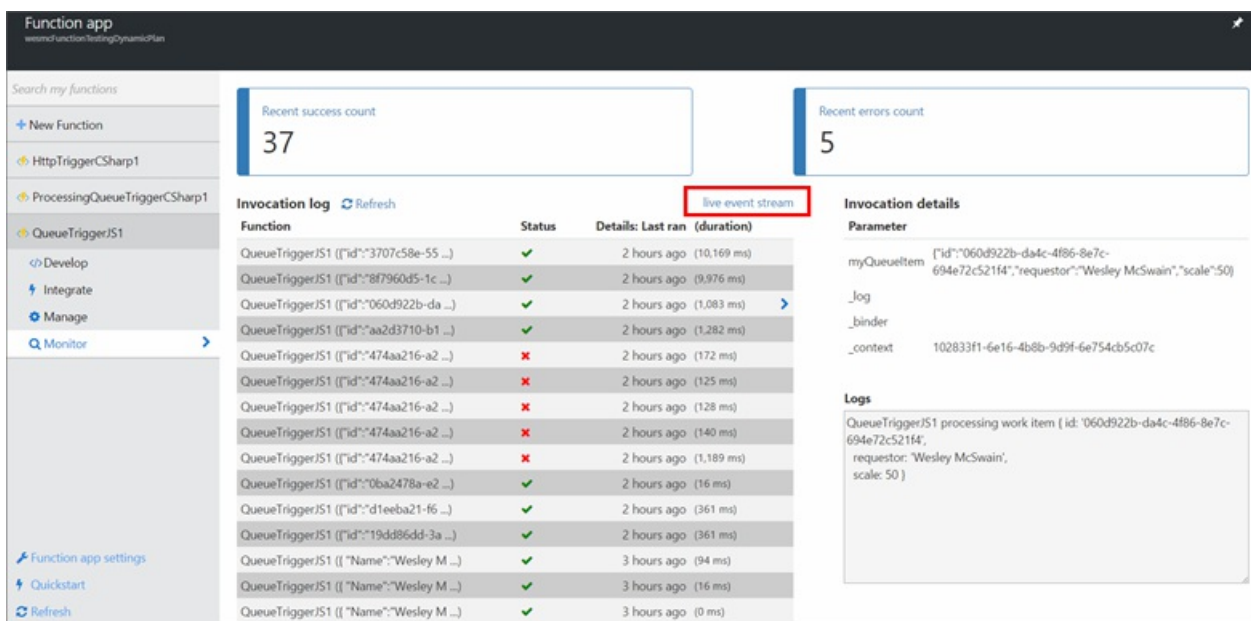 Function app
wesmcFunctionTestingDynamicPlan
Search my functions
New Function
HttpTriggerCSharp1
ProcessingQueueTriggerCSharp1
QueueTriggerJS1
Develop
Integrate
Manage
Monitor
Function app settings
Quickstart
Refresh
Recent success count
37
Recent errors count
5
Invocation log Refresh live event stream
Function Status Details: Last ran (duration)
QueueTriggerJS1 ({"id":"3707c58e-55 ...) 2 hours ago (10,169 ms)
QueueTriggerJS1 ({"id":"8f7960d5-1c ...) 2 hours ago (9,976 ms)
QueueTriggerJS1 ({"id":"060d922b-da ...) 2 hours ago (1,083 ms)
QueueTriggerJS1 ({"id":"aa2d3710-b1 ...) 2 hours ago (1,282 ms)
QueueTriggerJS1 ({"id":"474aa216-a2 ...) 2 hours ago (172 ms)
QueueTriggerJS1 ({"id":"474aa216-a2 ...) 2 hours ago (125 ms)
QueueTriggerJS1 ({"id":"474aa216-a2 ...) 2 hours ago (128 ms)
QueueTriggerJS1 ({"id":"474aa216-a2 ...) 2 hours ago (140 ms)
QueueTriggerJS1 ({"id":"474aa216-a2 ...) 2 hours ago (1,189 ms)
QueueTriggerJS1 ({"id":"0ba2478a-e2 ...) 2 hours ago (16 ms)
QueueTriggerJS1 ({"id":"d1eeba21-f6 ...) 2 hours ago (361 ms)
QueueTriggerJS1 ({"id":"19dd86dd-3a ...) 2 hours ago (361 ms)
QueueTriggerJS1 ({ "Name":"Wesley M ...) 3 hours ago (94 ms)
QueueTriggerJS1 ({ "Name":"Wesley M ...) 3 hours ago (16 ms)
QueueTriggerJS1 ({ "Name":"Wesley M ...) 3 hours ago (0 ms)
Invocation details
Parameter
myQueueItem {"id":"060d922b-da4c-4f86-8e7c-
694e72c521f4","requestor":"Wesley McSwain","scale":50}
_log
_binder
_context 102833f1-6e16-4b8b-9d9f-6e754cb5c07c
Logs
QueueTriggerJS1 processing work item { id: '060d922b-da4c-4f86-8e7c-
694e72c521f4',
requestor: 'Wesley McSwain',
scale: 50 }